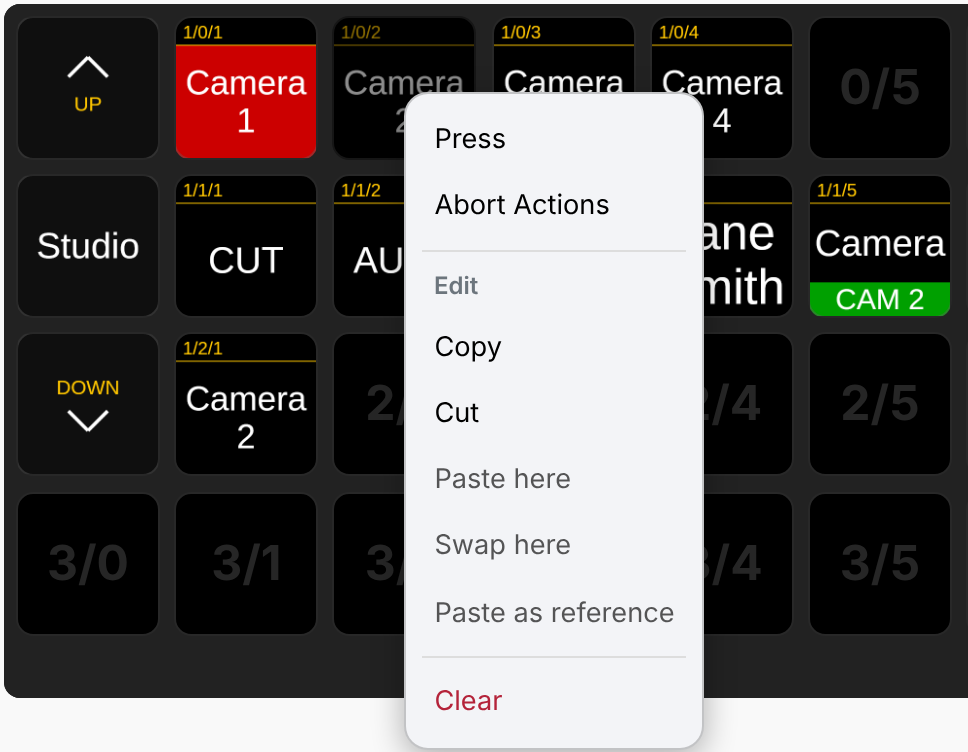 1/0/1
1/0/2
1/0/3
1/0/4
UP
Camera
1
Camera
Camera
Camera
4
0/5
Press
Abort Actions
1/1/1
1/1/2
1/1/5
Studio
CUT
Camera
CAM 2
Edit
Copy
1/2/1
DOWN
Camera
2
2/5
Cut
Paste here
Swap here
3/0
3/1
3/5
Paste as reference
Clear